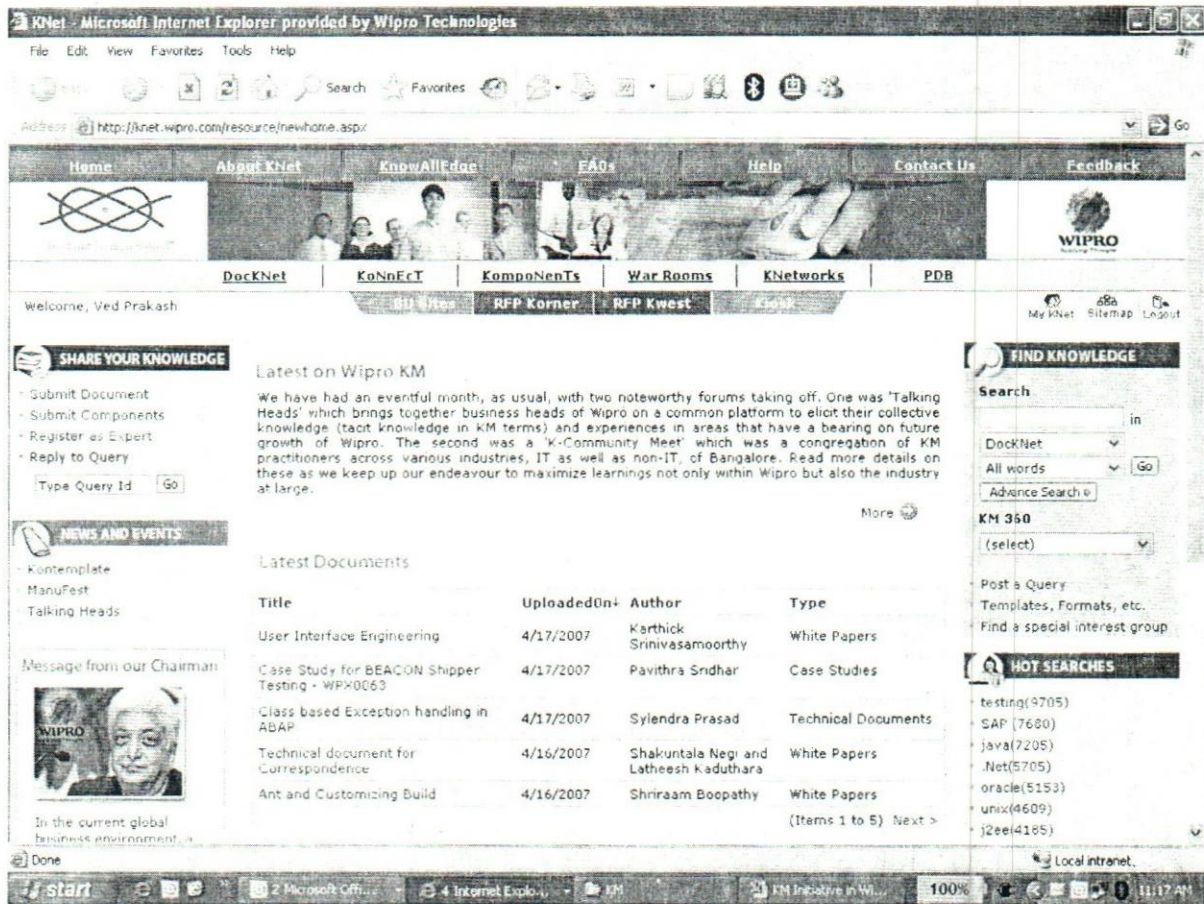 KNet - Microsoft Internet Explorer provided by Wipro Technologies
File Edit View Favorites Tools Help
Search Favorites
Address http://knet.wipro.com/resource/newhome.aspx Go
Home About KNet KnowAllEdge FAQs Help Contact Us Feedback
WIPRO
DocKNet KoNnEcT KompoNenTs War Rooms KNetworks PDB
Welcome, Ved Prakash
BU Sites RFP Korner RFP Kwest Kiosk
My KNet Sitemap Logout
SHARE YOUR KNOWLEDGE
Submit Document
Submit Components
Register as Expert
Reply to Query
Type Query Id Go
NEWS AND EVENTS
Kontemplate
ManuFest
Talking Heads
Message from our Chairman
WIPRO
In the current global
business environment, a
Latest on Wipro KM
We have had an eventful month, as usual, with two noteworthy forums taking off. One was 'Talking
Heads' which brings together business heads of Wipro on a common platform to elicit their collective
knowledge (tacit knowledge in KM terms) and experiences in areas that have a bearing on future
growth of Wipro. The second was a 'K-Community Meet' which was a congregation of KM
practitioners across various industries, IT as well as non-IT, of Bangalore. Read more details on
these as we keep up our endeavour to maximize learnings not only within Wipro but also the industry
at large.
More
Latest Documents
Title UploadedOn↓ Author Type
User Interface Engineering 4/17/2007 Karthick Srinivasamoorthy White Papers
Case Study for BEACON Shipper Testing - WPX0063 4/17/2007 Pavithra Sridhar Case Studies
Class based Exception handling in ABAP 4/17/2007 Sylendra Prasad Technical Documents
Technical document for Correspondence 4/16/2007 Shakuntala Negi and Latheesh Kaduthara White Papers
Ant and Customizing Build 4/16/2007 Shriraam Boopathy White Papers
(Items 1 to 5) Next >
FIND KNOWLEDGE
Search
in
DocKNet
All words Go
Advance Search »
KM 360
(select)
Post a Query
Templates, Formats, etc.
Find a special interest group
HOT SEARCHES
testing(9705)
SAP (7680)
java(7205)
.Net(5705)
oracle(5153)
unix(4609)
j2ee(4185)
Done Local intranet
start 2 Microsoft Offi... 4 Internet Explo... KM KM Initiative in Wi... 100% 11:17 AM